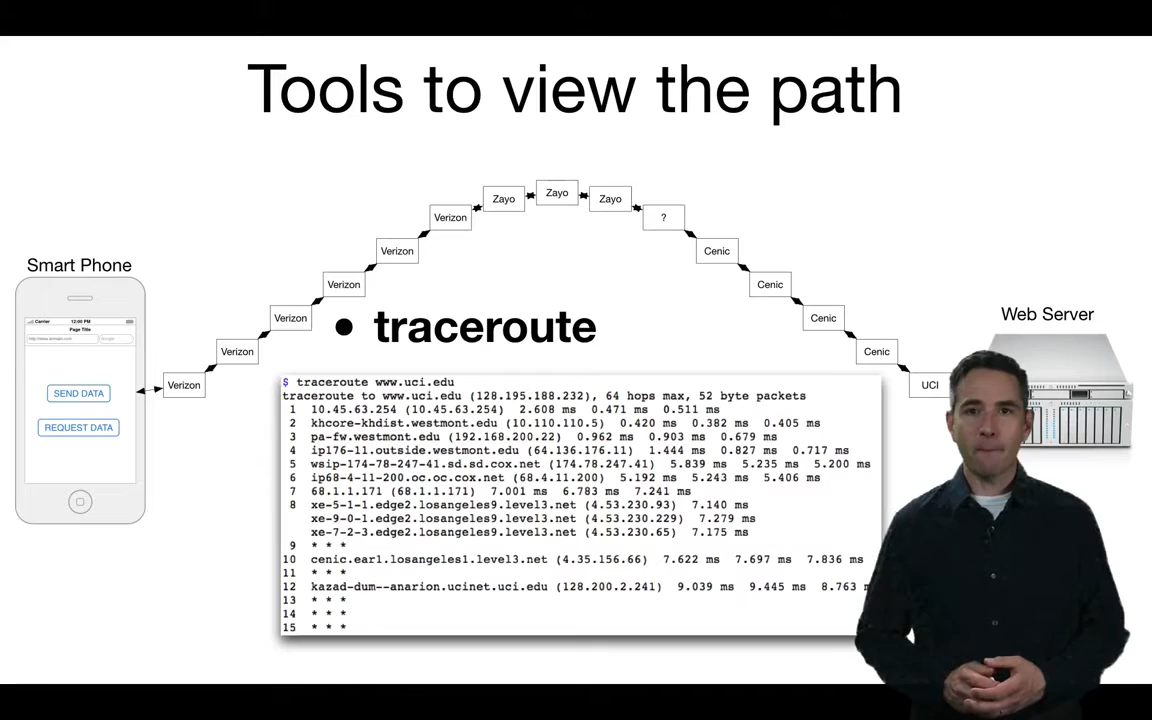 Tools to view the path
Zayo
Zayo
Zayo
Verizon
?
Verizon
Cenic
Verizon
Cenic
Verizon
Cenic
Verizon
Cenic
Verizon
UCI
Smart Phone
Carrier 12:00 PM
Page Title
SEND DATA
REQUEST DATA
Web Server
• traceroute
$ traceroute www.uci.edu
traceroute to www.uci.edu (128.195.188.232), 64 hops max, 52 byte packets
1 10.45.63.254 (10.45.63.254) 2.608 ms 0.471 ms 0.511 ms
2 khcore-khdist.westmont.edu (10.110.110.5) 0.420 ms 0.382 ms 0.405 ms
3 pa-fw.westmont.edu (192.168.200.22) 0.962 ms 0.903 ms 0.679 ms
4 ip176-11.outside.westmont.edu (64.136.176.11) 1.444 ms 0.827 ms 0.717 ms
5 wsip-174-78-247-41.sd.sd.cox.net (174.78.247.41) 5.839 ms 5.235 ms 5.200 ms
6 ip68-4-11-200.oc.oc.cox.net (68.4.11.200) 5.192 ms 5.243 ms 5.406 ms
7 68.1.1.171 (68.1.1.171) 7.001 ms 6.783 ms 7.241 ms
8 xe-5-1-1.edge2.losangeles9.level3.net (4.53.230.93) 7.140 ms
xe-9-0-1.edge2.losangeles9.level3.net (4.53.230.229) 7.279 ms
xe-7-2-3.edge2.losangeles9.level3.net (4.53.230.65) 7.175 ms
9 * * *
10 cenic.ear1.losangeles1.level3.net (4.35.156.66) 7.622 ms 7.697 ms 7.836 ms
11 * * *
12 kazad-dum--anarion.ucinet.uci.edu (128.200.2.241) 9.039 ms 9.445 ms 8.763
13 * * *
14 * * *
15 * * *